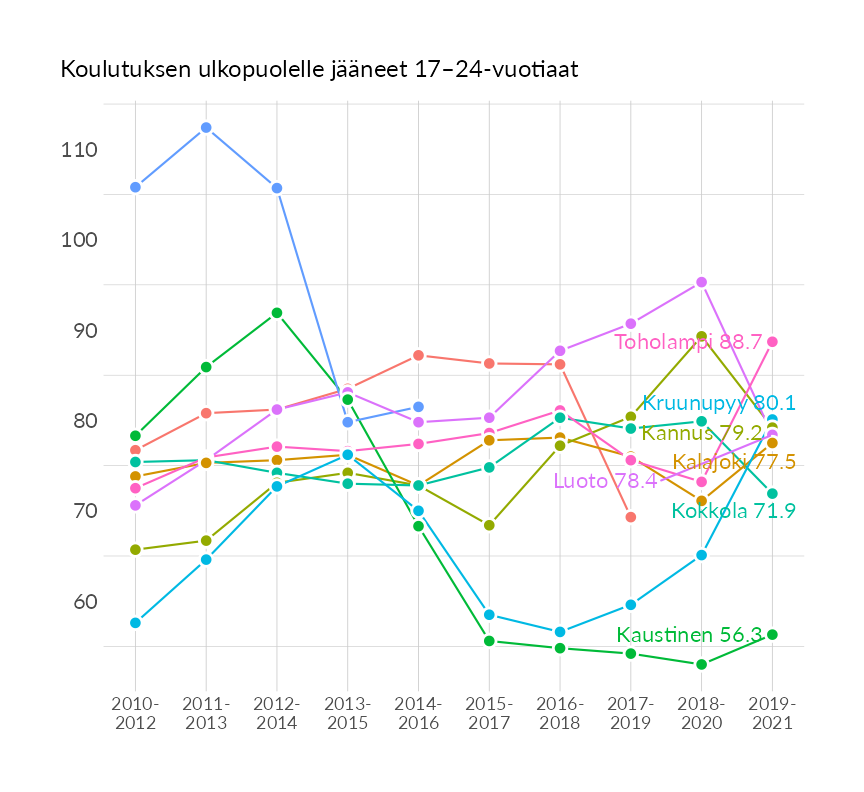 Koulutuksen ulkopuolelle jääneet 17–24-vuotiaat
110
100
90
80
70
60
Toholampi 88.7
Kruunupyy 80.1
Kannus 79.2
Kalajoki 77.5
Luoto 78.4
Kokkola 71.9
Kaustinen 56.3
2010- 2011- 2012- 2013- 2014- 2015- 2016- 2017- 2018- 2019-
2012 2013 2014 2015 2016 2017 2018 2019 2020 2021